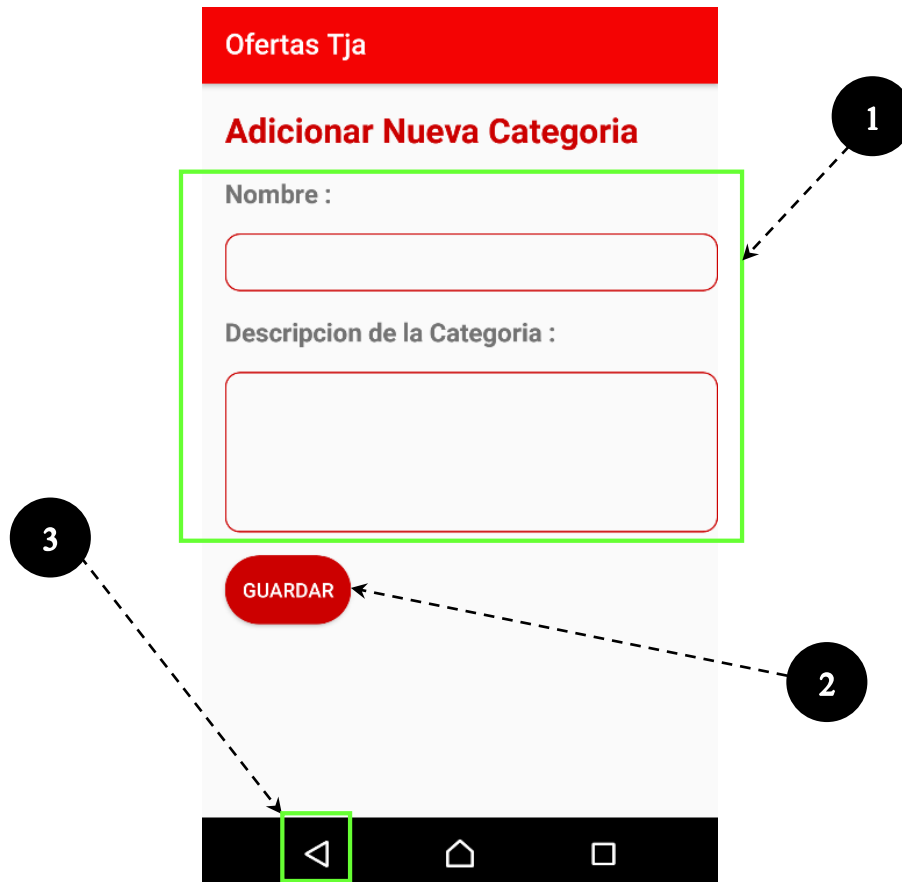 Ofertas Tja
Adicionar Nueva Categoria
1
Nombre :
Descripcion de la Categoria :
3
GUARDAR
2